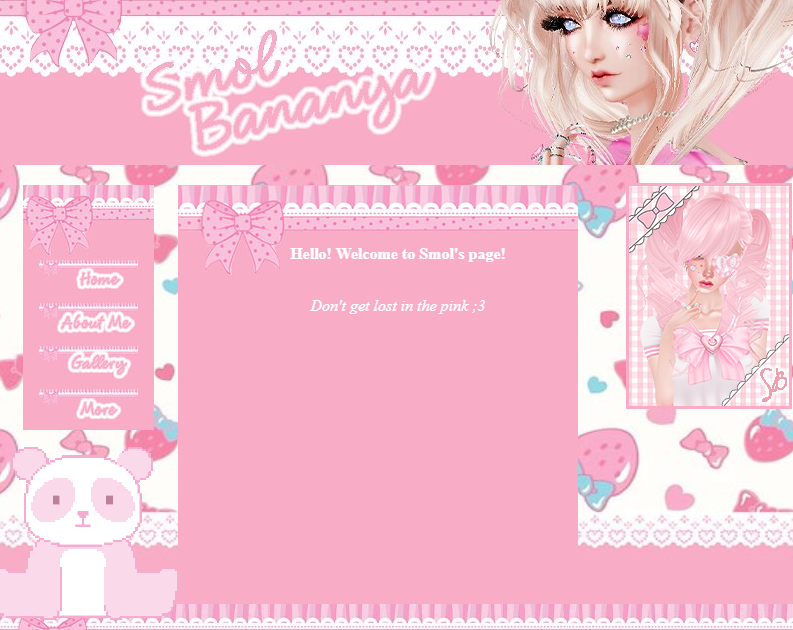 Smol
Bananiya
Hello! Welcome to Smol's page!
Don't get lost in the pink ;3
Home
About Me
Gallery
More